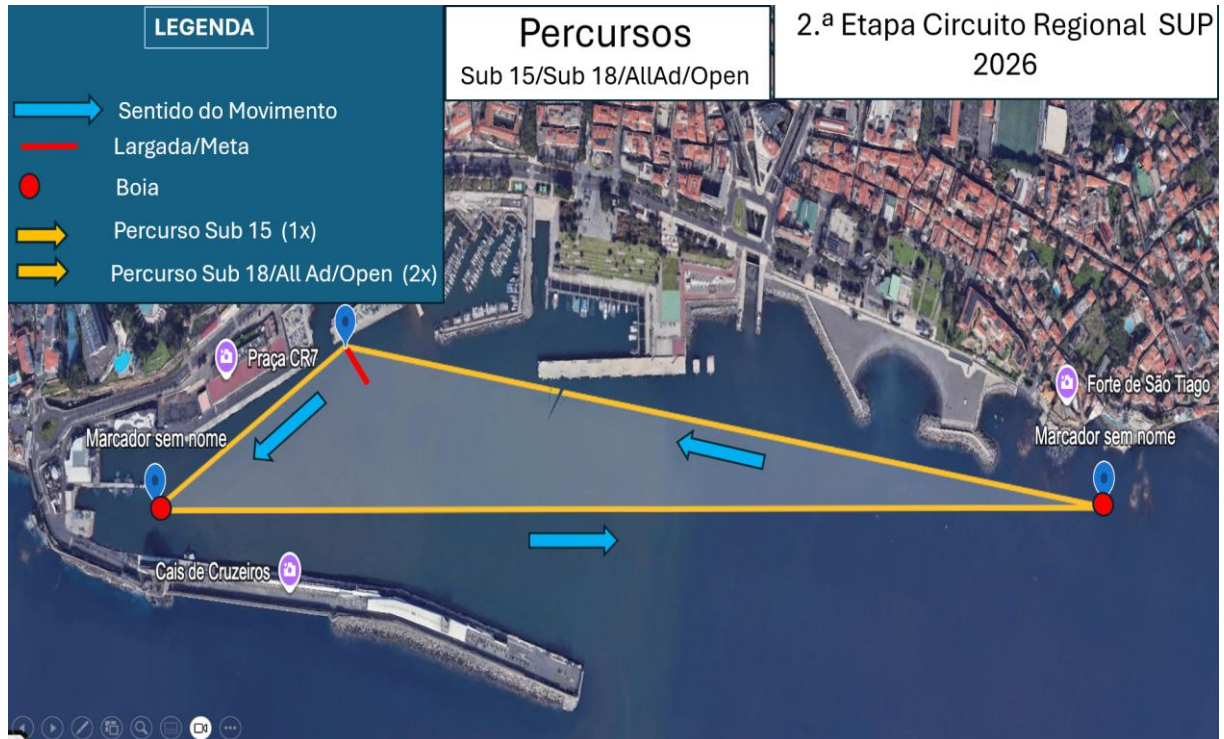 LEGENDA
Sentido do Movimento
Largada/Meta
Boia
Percurso Sub 15 (1x)
Percurso Sub 18/All Ad/Open (2x)
Percursos
Sub 15/Sub 18/AllAd/Open
2.ª Etapa Circuito Regional SUP
2026
Praça CR7
Marcador sem nome
Cais de Cruzeiros
Forte de São Tiago
Marcador sem nome